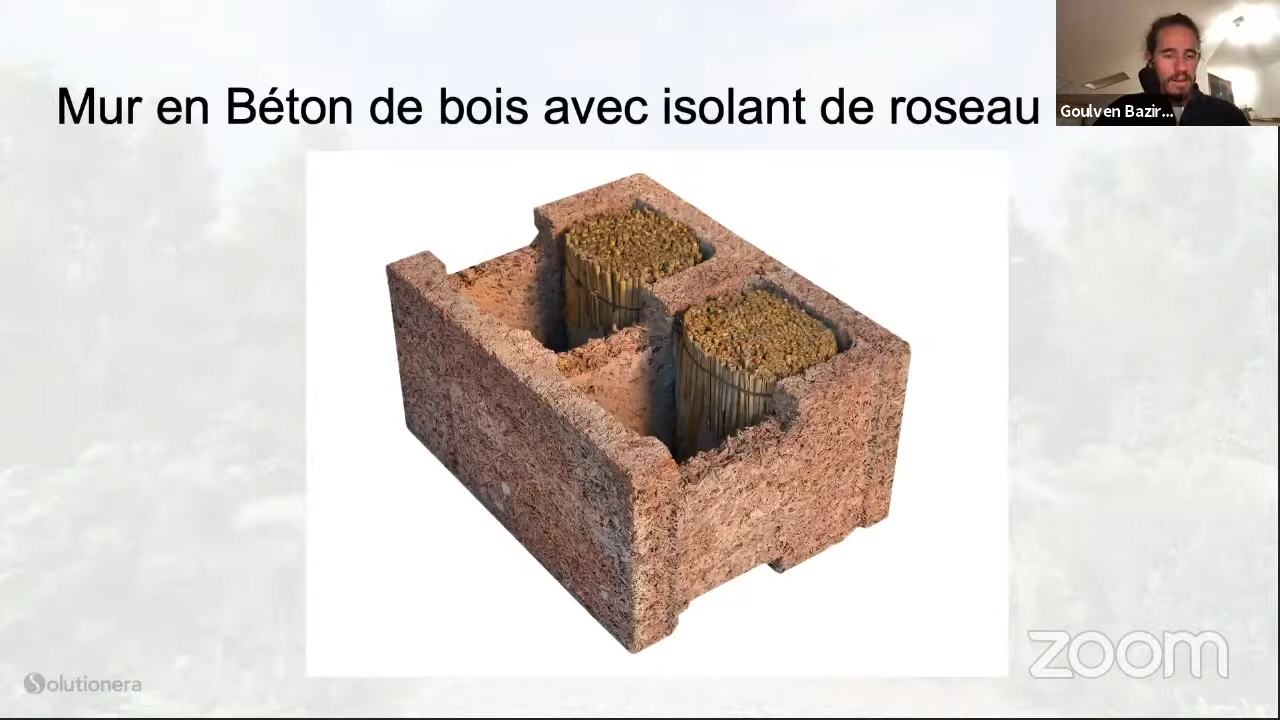 Mur en Béton de bois avec isolant de roseau
Goulven Bazir...
Solutionera
zoom